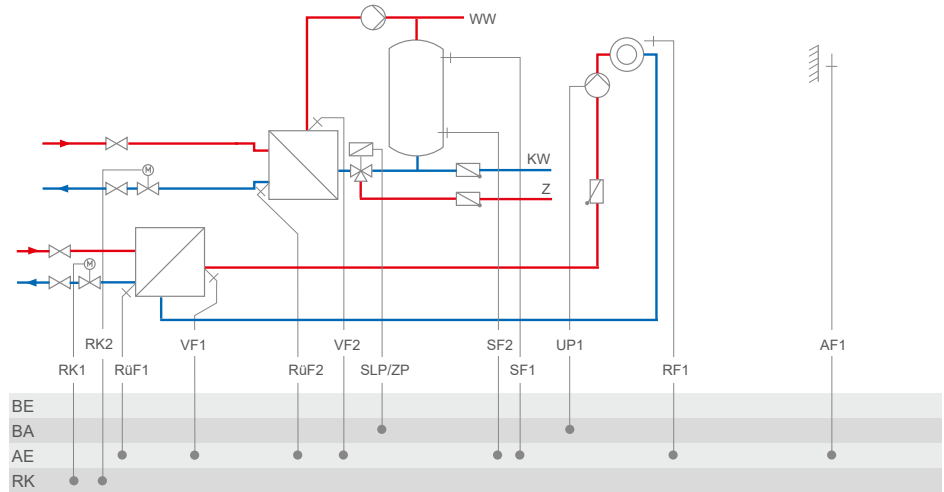 WW
KW
Z
M
M
RK2 VF1 VF2 SF2 UP1 AF1
RK1 RüF1 RüF2 SLP/ZP SF1 RF1
BE
BA
AE
RK